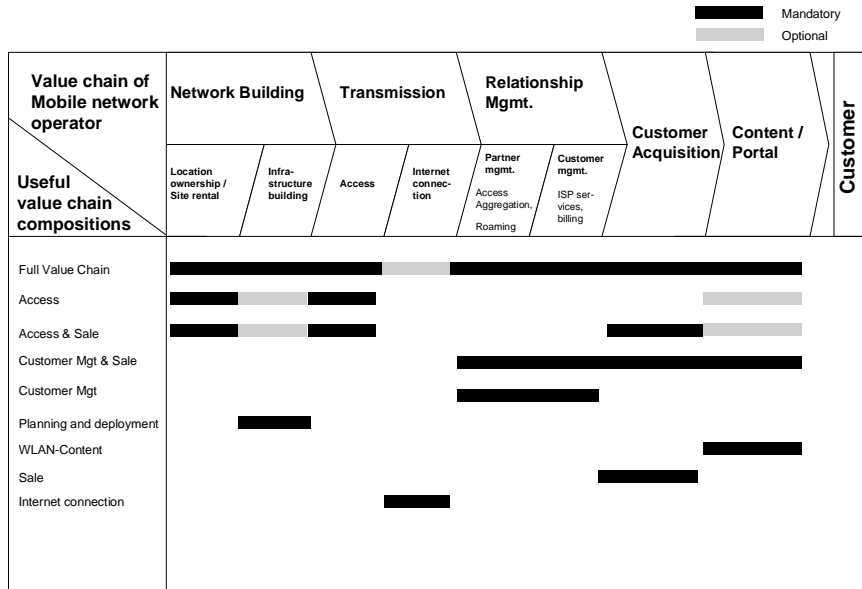 Mandatory
Optional
Value chain of
Mobile network
operator
Useful
value chain
compositions
Network Building
Transmission
Relationship
Mgmt.
Customer
Acquisition
Content /
Portal
Customer
Location
ownership /
Site rental
Infra-
structure
building
Access
Internet
connec-
tion
Partner
mgmt.
Access
Aggregation,
Roaming
Customer
mgmt.
ISP ser-
vices,
billing
Full Value Chain
Access
Access & Sale
Customer Mgt & Sale
Customer Mgt
Planning and deployment
WLAN-Content
Sale
Internet connection